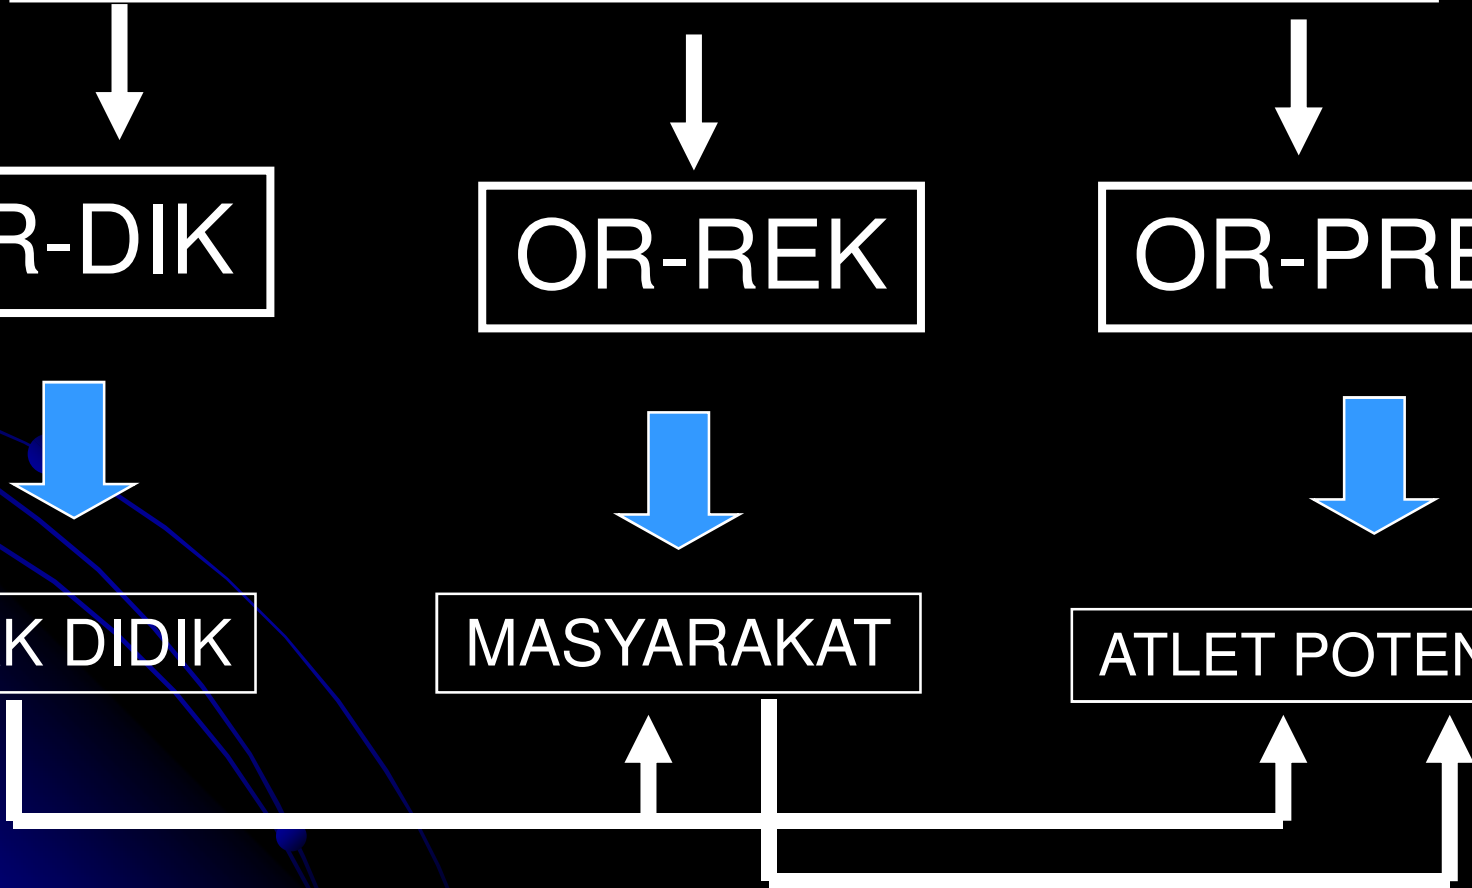 R-DIK
OR-REK
OR-PRE
K DIDIK
MASYARAKAT
ATLET POTEN